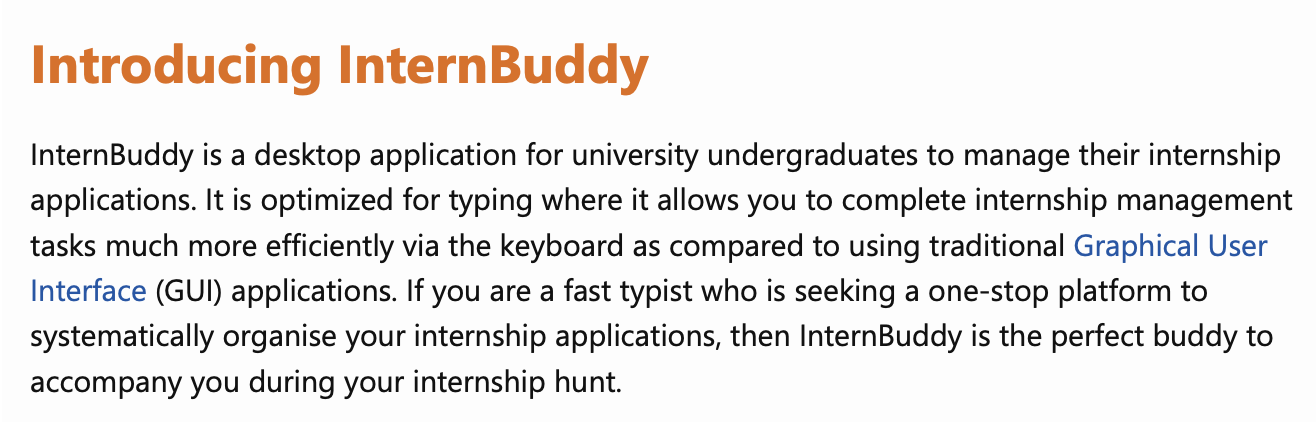 Introducing InternBuddy
InternBuddy is a desktop application for university undergraduates to manage their internship
applications. It is optimized for typing where it allows you to complete internship management
tasks much more efficiently via the keyboard as compared to using traditional Graphical User
Interface (GUI) applications. If you are a fast typist who is seeking a one-stop platform to
systematically organise your internship applications, then InternBuddy is the perfect buddy to
accompany you during your internship hunt.